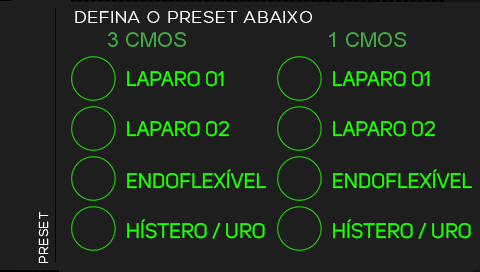 DEFINA O PRESET ABAIXO
3 CMOS
1 CMOS
LAPARO 01
LAPARO 01
LAPARO 02
LAPARO 02
ENDOFLEXÍVEL
ENDOFLEXÍVEL
HÍSTERO / URO
HÍSTERO / URO
PRESET